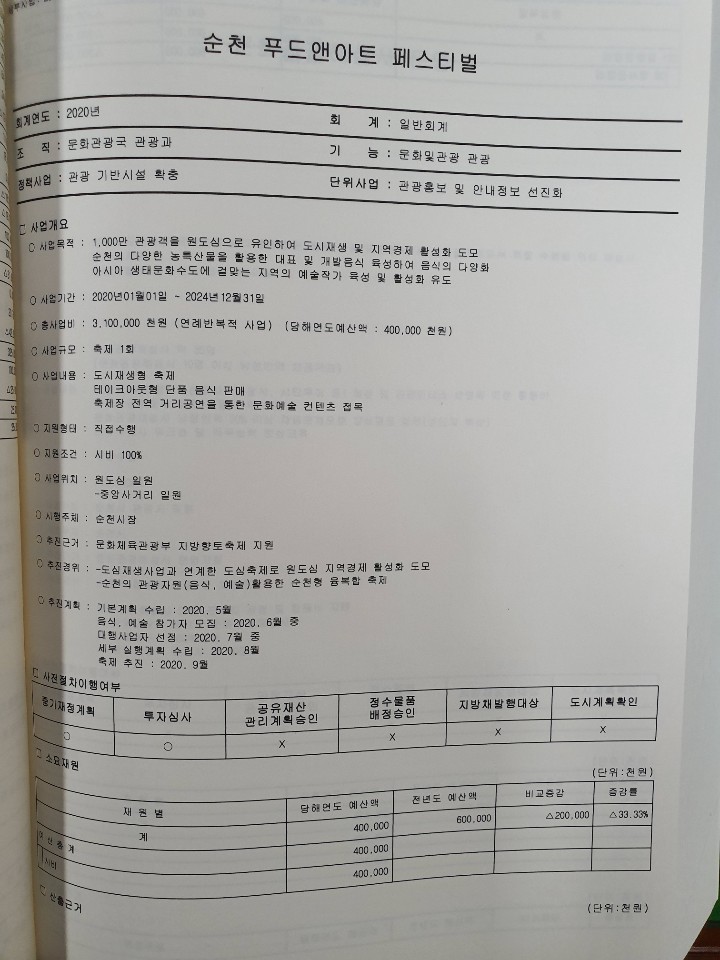 순천 푸드앤아트 페스티벌
회계연도 : 2020년 회 계 : 일반회계
조 직 : 문화관광국 관광과 기 능 : 문화및관광 관광
정책사업 : 관광 기반시설 확충 단위사업 : 관광홍보 및 안내정보 선진화
□ 사업개요
○ 사업목적 : 1,000만 관광객을 원도심으로 유인하여 도시재생 및 지역경제 활성화 도모
순천의 다양한 농특산물을 활용한 대표 및 개발음식 육성하여 음식의 다양화
아시아 생태문화수도에 걸맞는 지역의 예술작가 육성 및 활성화 유도
○ 사업기간 : 2020년01월01일 ~ 2024년12월31일
○ 총사업비 : 3,100,000 천원 (연례반복적 사업) (당해연도예산액 : 400,000 천원)
○ 사업규모 : 축제 1회
○ 사업내용 : 도시재생형 축제
테이크아웃형 단품 음식 판매
축제장 전역 거리공연을 통한 문화예술 컨텐츠 접목
○ 지원형태 : 직접수행
○ 지원조건 : 시비 100%
○ 사업위치 : 원도심 일원
-중앙사거리 일원
○ 시행주체 : 순천시장
○ 추진근거 : 문화체육관광부 지방향토축제 지원
○ 추진경위 : -도심재생사업과 연계한 도심축제로 원도심 지역경제 활성화 도모
-순천의 관광자원(음식, 예술)활용한 순천형 융복합 축제
○ 추진계획 : 기본계획 수립 : 2020. 5월
음식, 예술 참가자 모집 : 2020. 6월 중
대행사업자 선정 : 2020. 7월 중
세부 실행계획 수립 : 2020. 8월
축제 추진 : 2020. 9월
□ 사전절차이행여부
중기재정계획 투자심사 공유재산 관리계획승인 정수물품 배정승인 지방채발행대상 도시계획확인
○ ○ X X X X
□ 소요재원 (단위:천원)
재 원 별 당해연도 예산액 전년도 예산액 비교증감 증감률
계 400,000 600,000 △200,000 △33.33%
예 산 총 계 400,000
시비 400,000
□ 산출근거 (단위:천원)